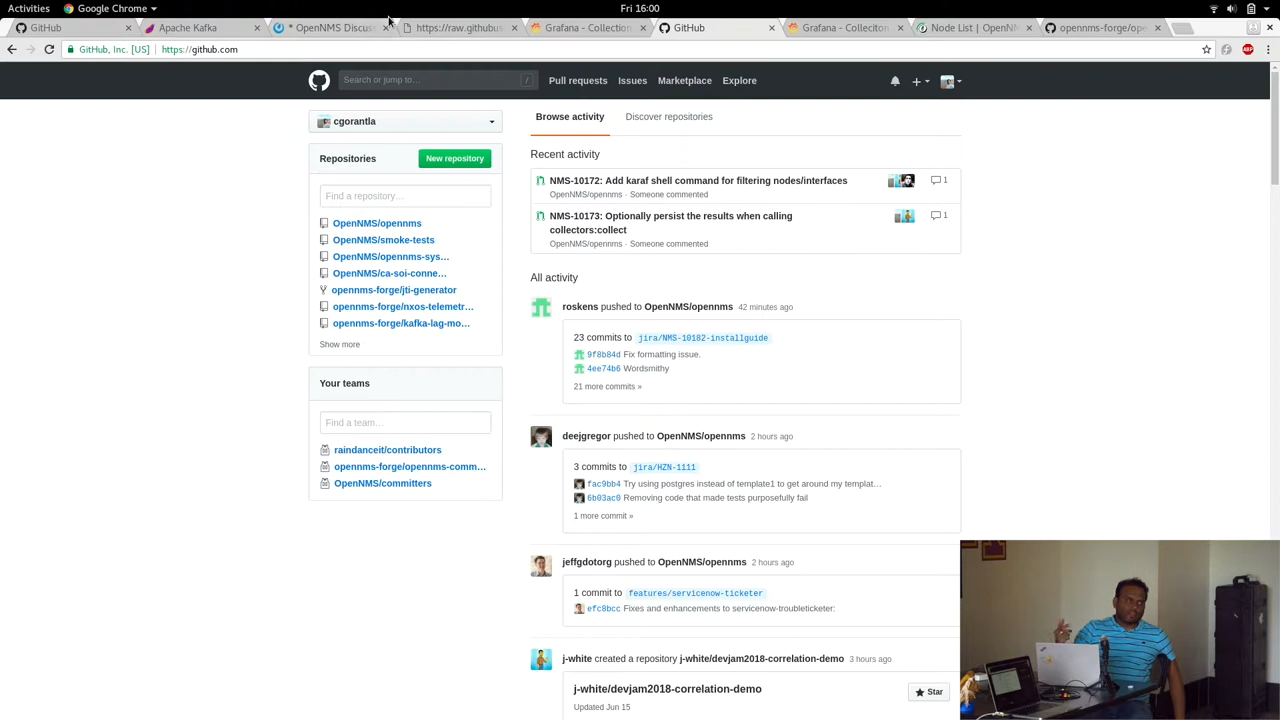 Activities
Google Chrome
Fri 16:00
GitHub
Apache Kafka
* OpenNMS Discus
https://raw.githubus
Grafana - Collection
GitHub
Grafana - Collection
Node List | OpenNM
opennms-forge/ope
GitHub, Inc. [US]
https://github.com
Search or jump to…
/
Pull requests
Issues
Marketplace
Explore
cgorantla
Browse activity
Discover repositories
Repositories
New repository
Find a repository…
OpenNMS/opennms
OpenNMS/smoke-tests
OpenNMS/opennms-sys…
OpenNMS/ca-soi-conne…
opennms-forge/jti-generator
opennms-forge/nxos-telemetr…
opennms-forge/kafka-lag-mo…
Show more
Your teams
Find a team…
raindanceit/contributors
opennms-forge/opennms-comm…
OpenNMS/committers
Recent activity
NMS-10172: Add karaf shell command for filtering nodes/interfaces
1
OpenNMS/opennms · Someone commented
NMS-10173: Optionally persist the results when calling
collectors:collect
1
OpenNMS/opennms · Someone commented
All activity
roskens pushed to OpenNMS/opennms 42 minutes ago
23 commits to jira/NMS-10182-installguide
9f8b84d Fix formatting issue.
4ee74b6 Wordsmithy
21 more commits »
deejgregor pushed to OpenNMS/opennms 2 hours ago
3 commits to jira/HZN-1111
fac9bb4 Try using postgres instead of template1 to get around my templat…
6b03ac0 Removing code that made tests purposefully fail
1 more commit »
jeffgdotorg pushed to OpenNMS/opennms 2 hours ago
1 commit to features/servicenow-ticketer
efc8bcc Fixes and enhancements to servicenow-troubleticketer:
j-white created a repository j-white/devjam2018-correlation-demo 3 hours ago
j-white/devjam2018-correlation-demo
Star
Updated Jun 15